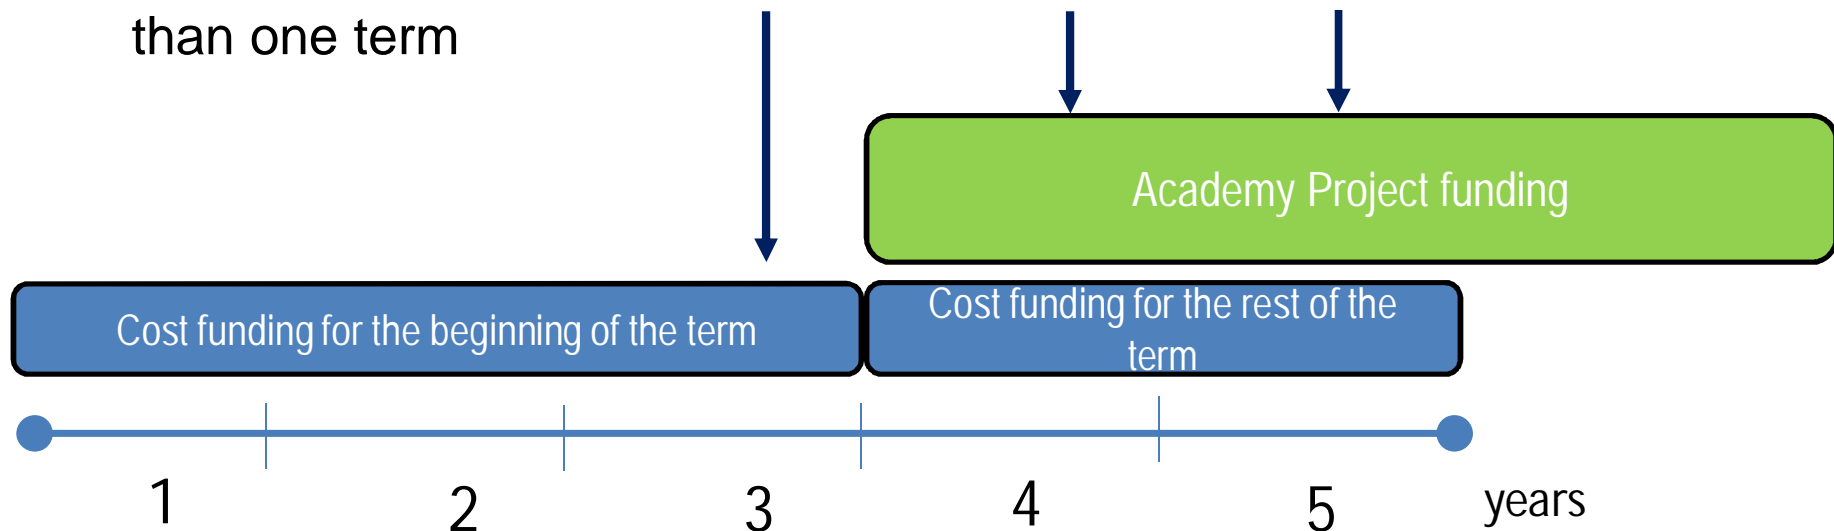 than one term
Academy Project funding
Cost funding for the beginning of the term
Cost funding for the rest of the
term
1 2 3 4 5 years